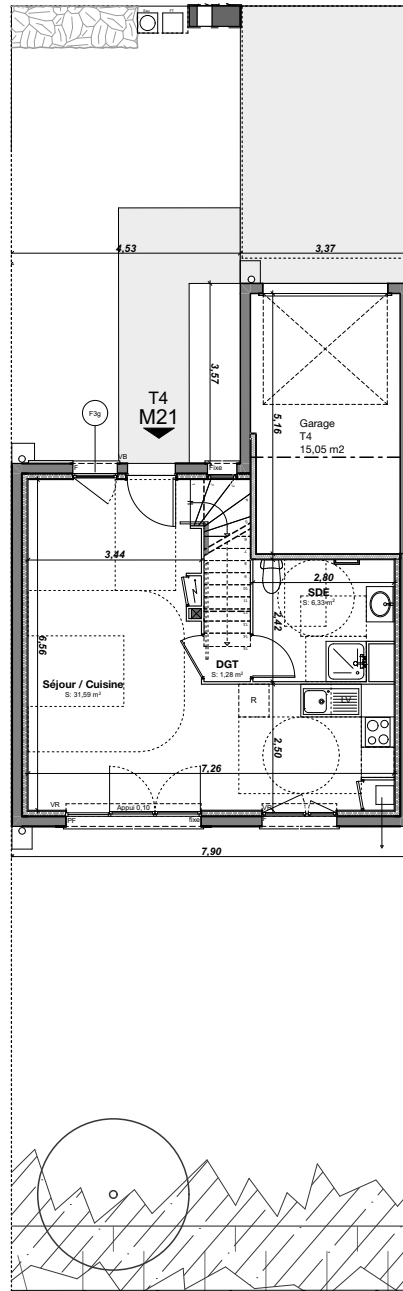 4,53
3,37
3,57
F3g
T4
M21
VB
F
Fixe
5,16
Garage
T4
15,05 m2
3,44
2,80
SDE
S: 6,33 m²
2,42
6,56
DGT
S: 1,28 m²
Séjour / Cuisine
S: 31,59 m²
R
LV
2,50
7,26
VR
Appui 0,10
PF
fixe
VR
F
7,90